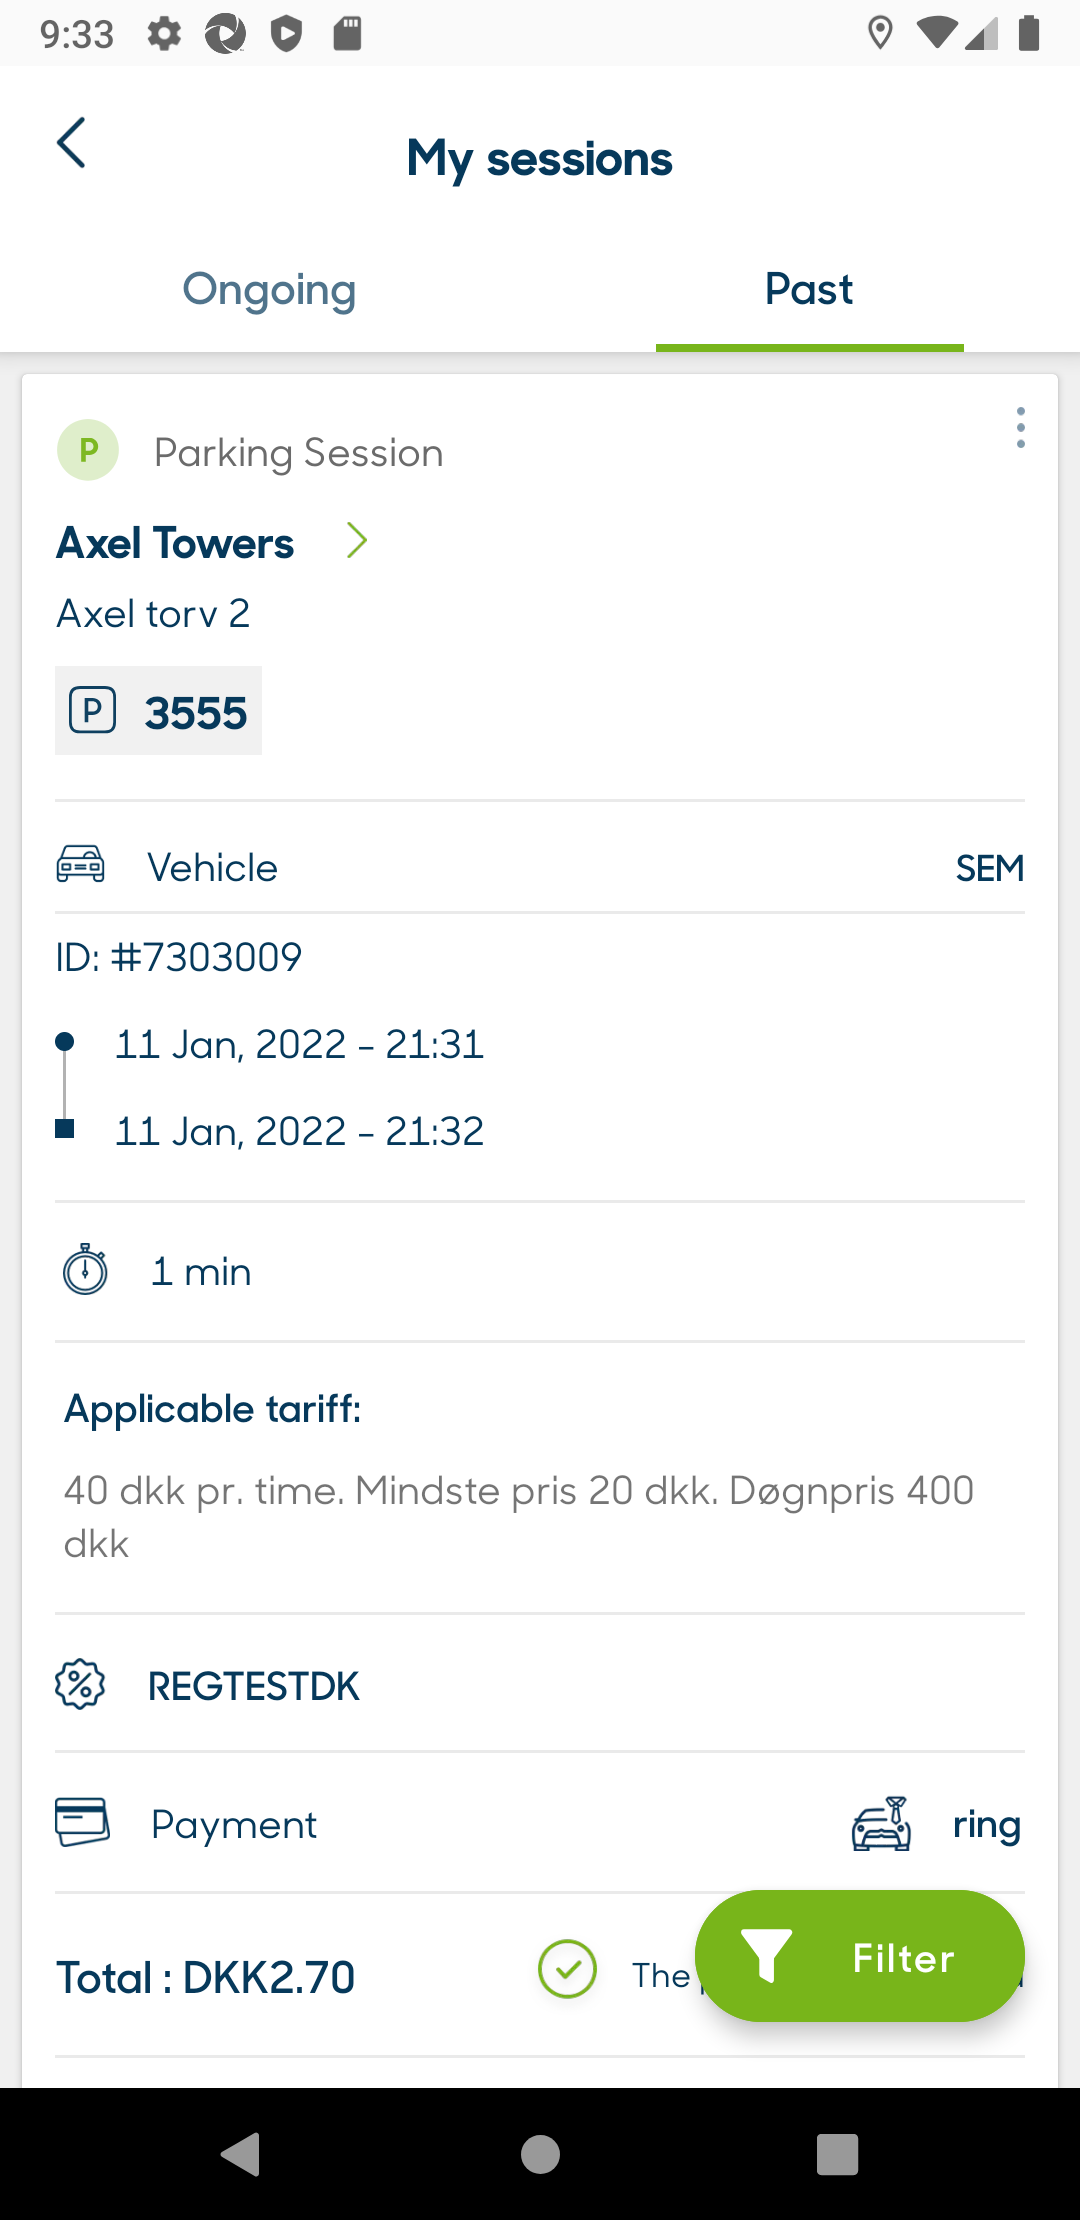 9:33
My sessions
Ongoing
Past
P
Parking Session
Axel Towers
Axel torv 2
P 3555
Vehicle
SEM
ID: #7303009
11 Jan, 2022 - 21:31
11 Jan, 2022 - 21:32
1 min
Applicable tariff:
40 dkk pr. time. Mindste pris 20 dkk. Døgnpris 400
dkk
REGTESTDK
Payment
ring
Total : DKK2.70
The
Filter